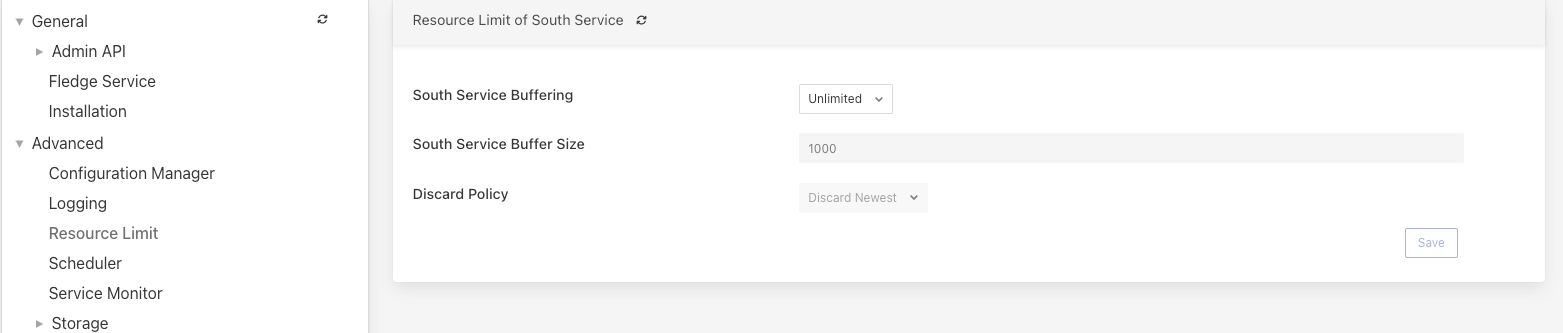 General
Admin API
Fledge Service
Installation
Advanced
Configuration Manager
Logging
Resource Limit
Scheduler
Service Monitor
Storage
Resource Limit of South Service
South Service Buffering
Unlimited
South Service Buffer Size
1000
Discard Policy
Discard Newest
Save